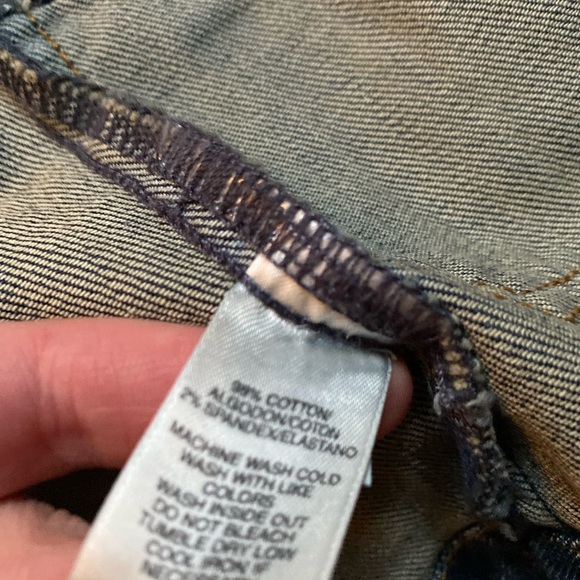 98% COTTON/
ALGODON/COTON
2% SPANDEX/ELASTANO
MACHINE WASH COLD
WASH WITH LIKE
COLORS
WASH INSIDE OUT
DO NOT BLEACH
TUMBLE DRY LOW
COOL IRON IF
NECESSARY